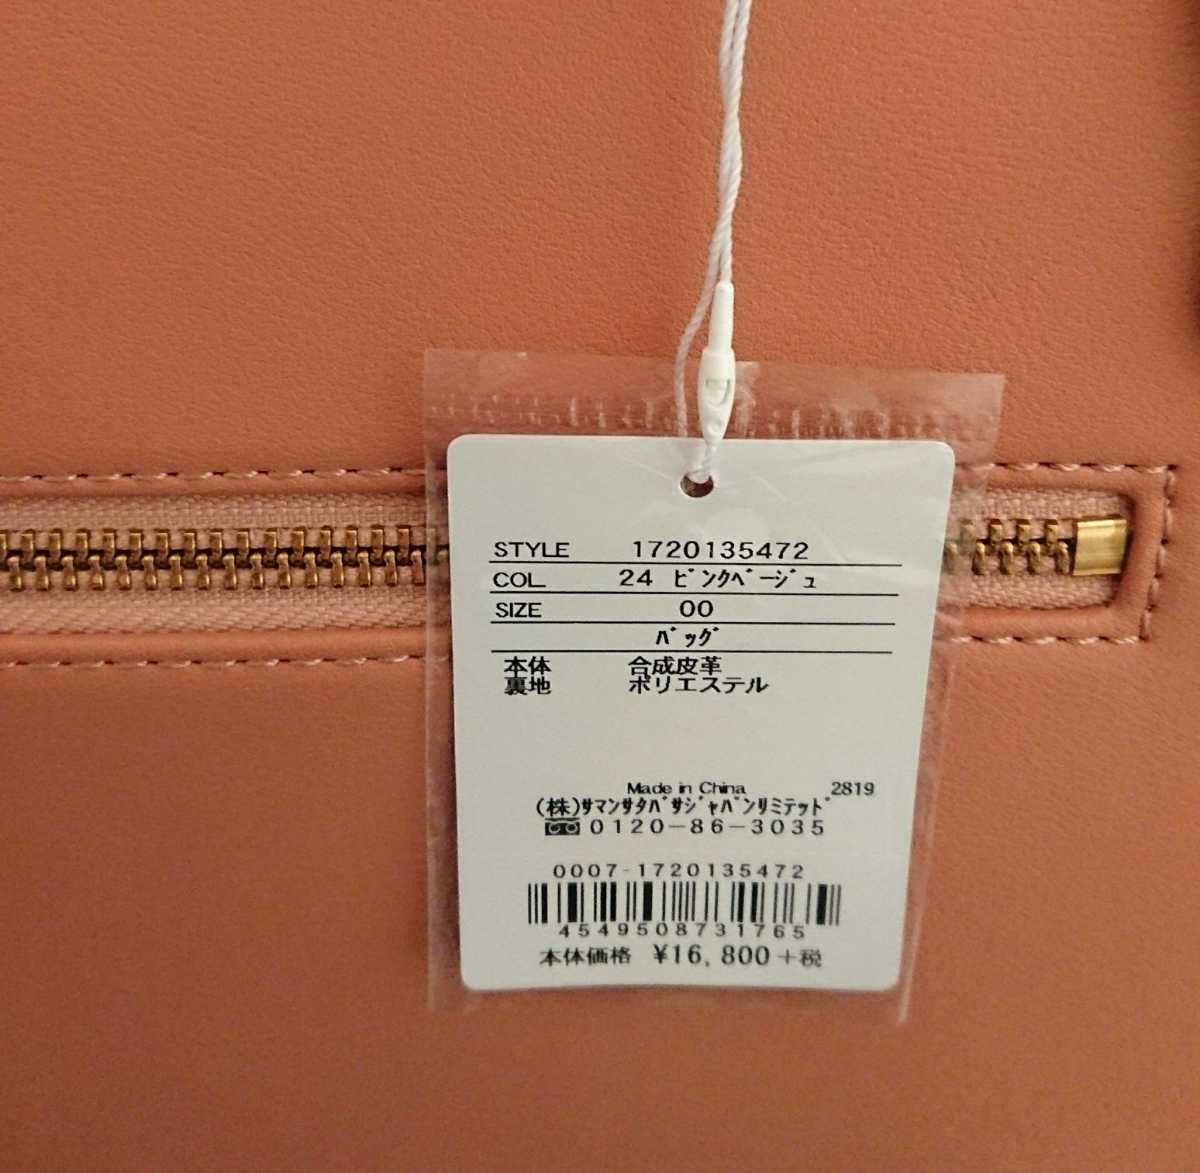 STYLE 1720135472
COL 24 ﾋﾟﾝｸﾍﾞｰｼﾞｭ
SIZE 00
ﾊﾞｯｸﾞ
本体 合成皮革
裏地 ポリエステル
Made in China 2819
(株)ｻﾏﾝｻﾀﾊﾞｻｼﾞｬﾊﾟﾝﾘﾐﾃｯﾄﾞ
0120-86-3035
0007-1720135472
4549508731765
本体価格 ¥16,800+税